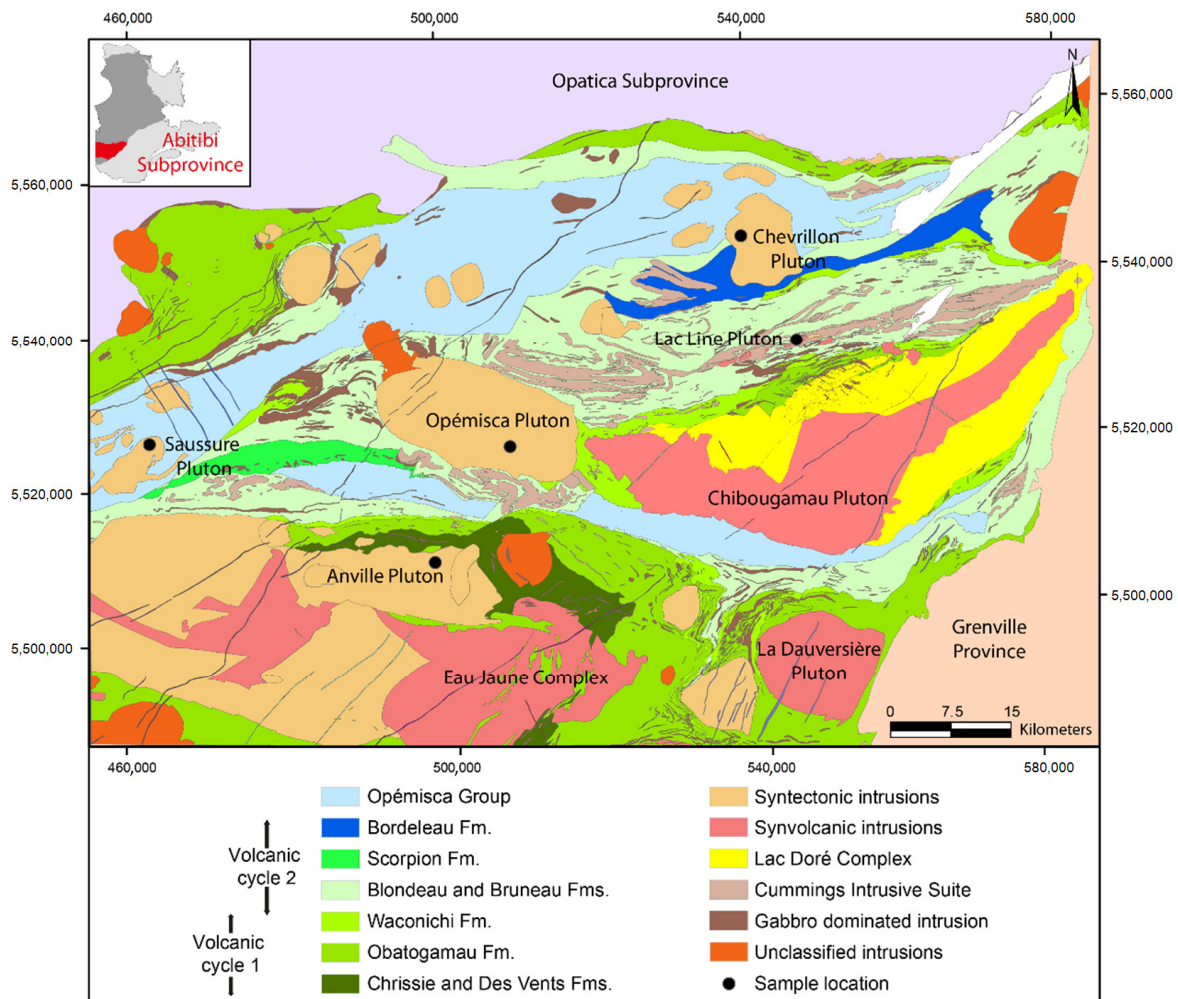 460,000
500,000
540,000
580,000
Abitibi
Subprovince
Opatica Subprovince
N
5,560,000
5,560,000
Chevrillon
Pluton
5,540,000
Lac Line Pluton
5,540,000
Opémisca Pluton
5,520,000
Saussure
Pluton
5,520,000
Chibougamau Pluton
Anville Pluton
5,500,000
Grenville
Province
5,500,000
La Dauversière
Pluton
Eau Jaune Complex
0
7.5
15
Kilometers
460,000
500,000
540,000
580,000
Volcanic
cycle 2
Volcanic
cycle 1
Opémisca Group
Bordeleau Fm.
Scorpion Fm.
Blondeau and Bruneau Fms.
Waconichi Fm.
Obatogamau Fm.
Chrissie and Des Vents Fms.
Syntectonic intrusions
Synvolcanic intrusions
Lac Doré Complex
Cummings Intrusive Suite
Gabbro dominated intrusion
Unclassified intrusions
Sample location